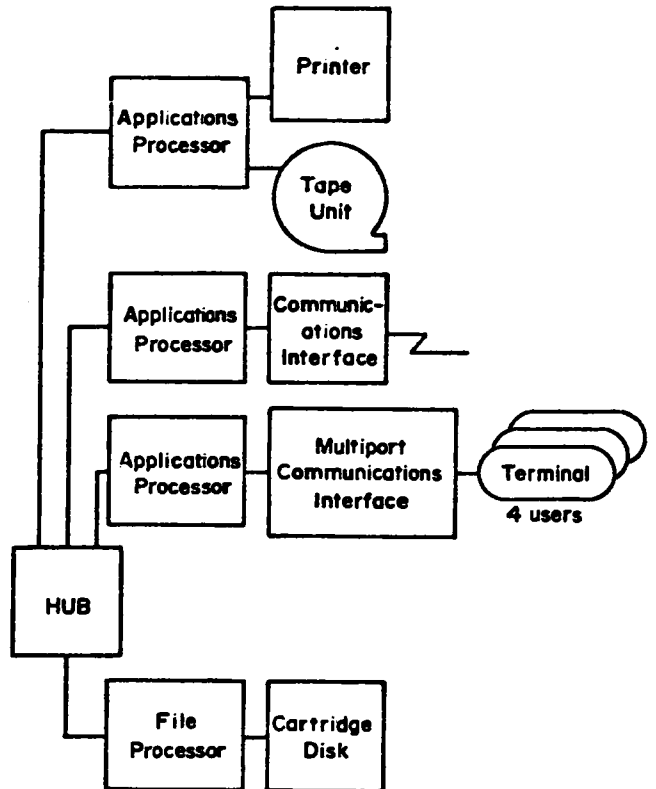 Printer
Applications
Processor
Tape
Unit
Applications
Processor
Communic-
ations
Interface
Applications
Processor
Multiport
Communications
Interface
Terminal
4 users
HUB
File
Processor
Cartridge
Disk